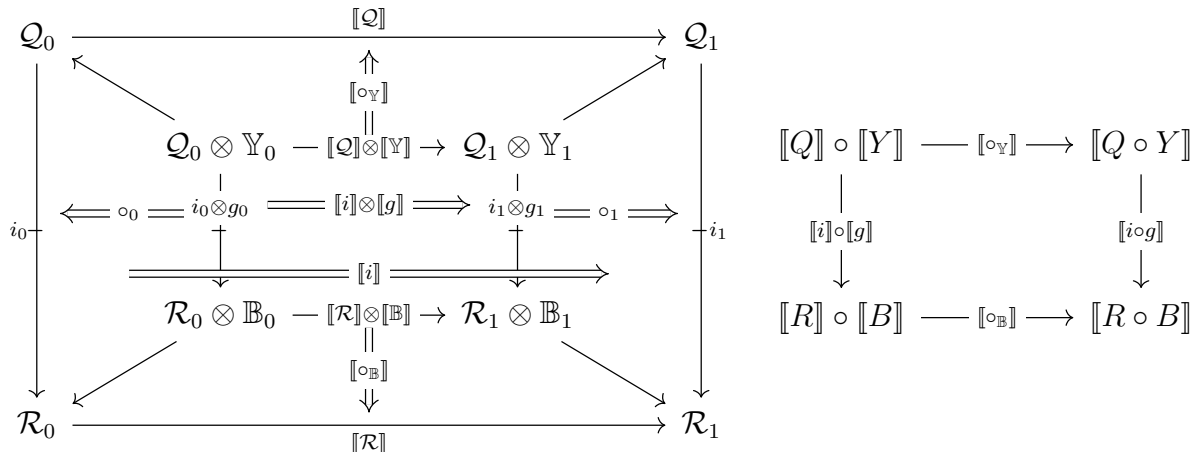 ⟦𝒬⟧
𝒬₀ 𝒬₁
⟦∘_𝕐⟧
𝒬₀ ⊗ 𝕐₀ ⟦𝒬⟧⊗⟦𝕐⟧ 𝒬₁ ⊗ 𝕐₁
⟦Q⟧ ∘ ⟦Y⟧ ⟦∘_𝕐⟧ ⟦Q ∘ Y⟧
∘₀ i₀⊗g₀ ⟦i⟧⊗⟦g⟧ i₁⊗g₁ ∘₁
i₀ i₁ ⟦i⟧∘⟦g⟧ ⟦i∘g⟧
⟦i⟧
ℛ₀ ⊗ 𝔹₀ ⟦ℛ⟧⊗⟦𝔹⟧ ℛ₁ ⊗ 𝔹₁
⟦R⟧ ∘ ⟦B⟧ ⟦∘_𝔹⟧ ⟦R ∘ B⟧
⟦∘_𝔹⟧
ℛ₀ ℛ₁
⟦ℛ⟧